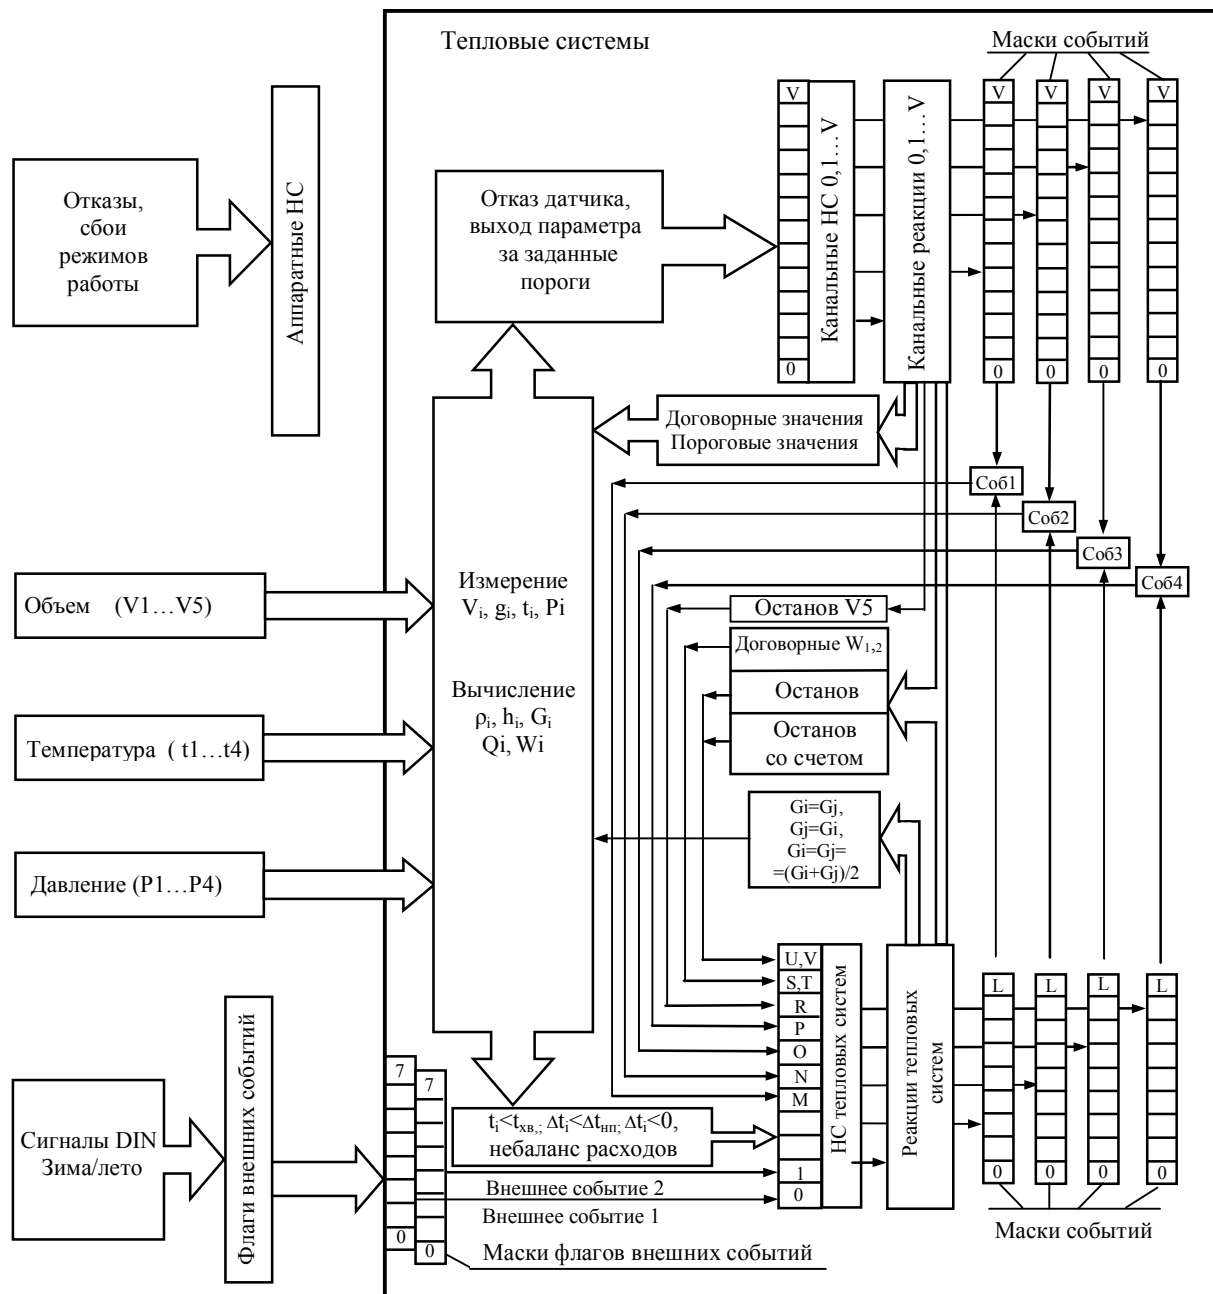 Тепловые системы
Маски событий
V
V
V
V
V
Отказы,
сбои
режимов
работы
Аппаратные НС
Отказ датчика,
выход параметра
за заданные
пороги
Канальные НС 0,1…V
Канальные реакции 0,1…V
0
0
0
0
0
Договорные значения
Пороговые значения
Соб1
Соб2
Соб3
Соб4
Объем (V1…V5)
Измерение
Vi, gi, ti, Pi
Останов V5
Договорные W1,2
Останов
Останов
со счетом
Вычисление
ρi, hi, Gi
Qi, Wi
Температура ( t1…t4)
Gi=Gj,
Gj=Gi,
Gi=Gj=
=(Gi+Gj)/2
Давление (P1…P4)
U,V
S,T
R
P
O
N
M
1
0
НС тепловых систем
Реакции тепловых
систем
L
L
L
L
0
0
0
0
Маски событий
Сигналы DIN
Зима/лето
Флаги внешних событий
7
7
0
0
ti<tхв,; Δti<Δtнп; Δti<0,
небаланс расходов
Внешнее событие 2
Внешнее событие 1
Маски флагов внешних событий